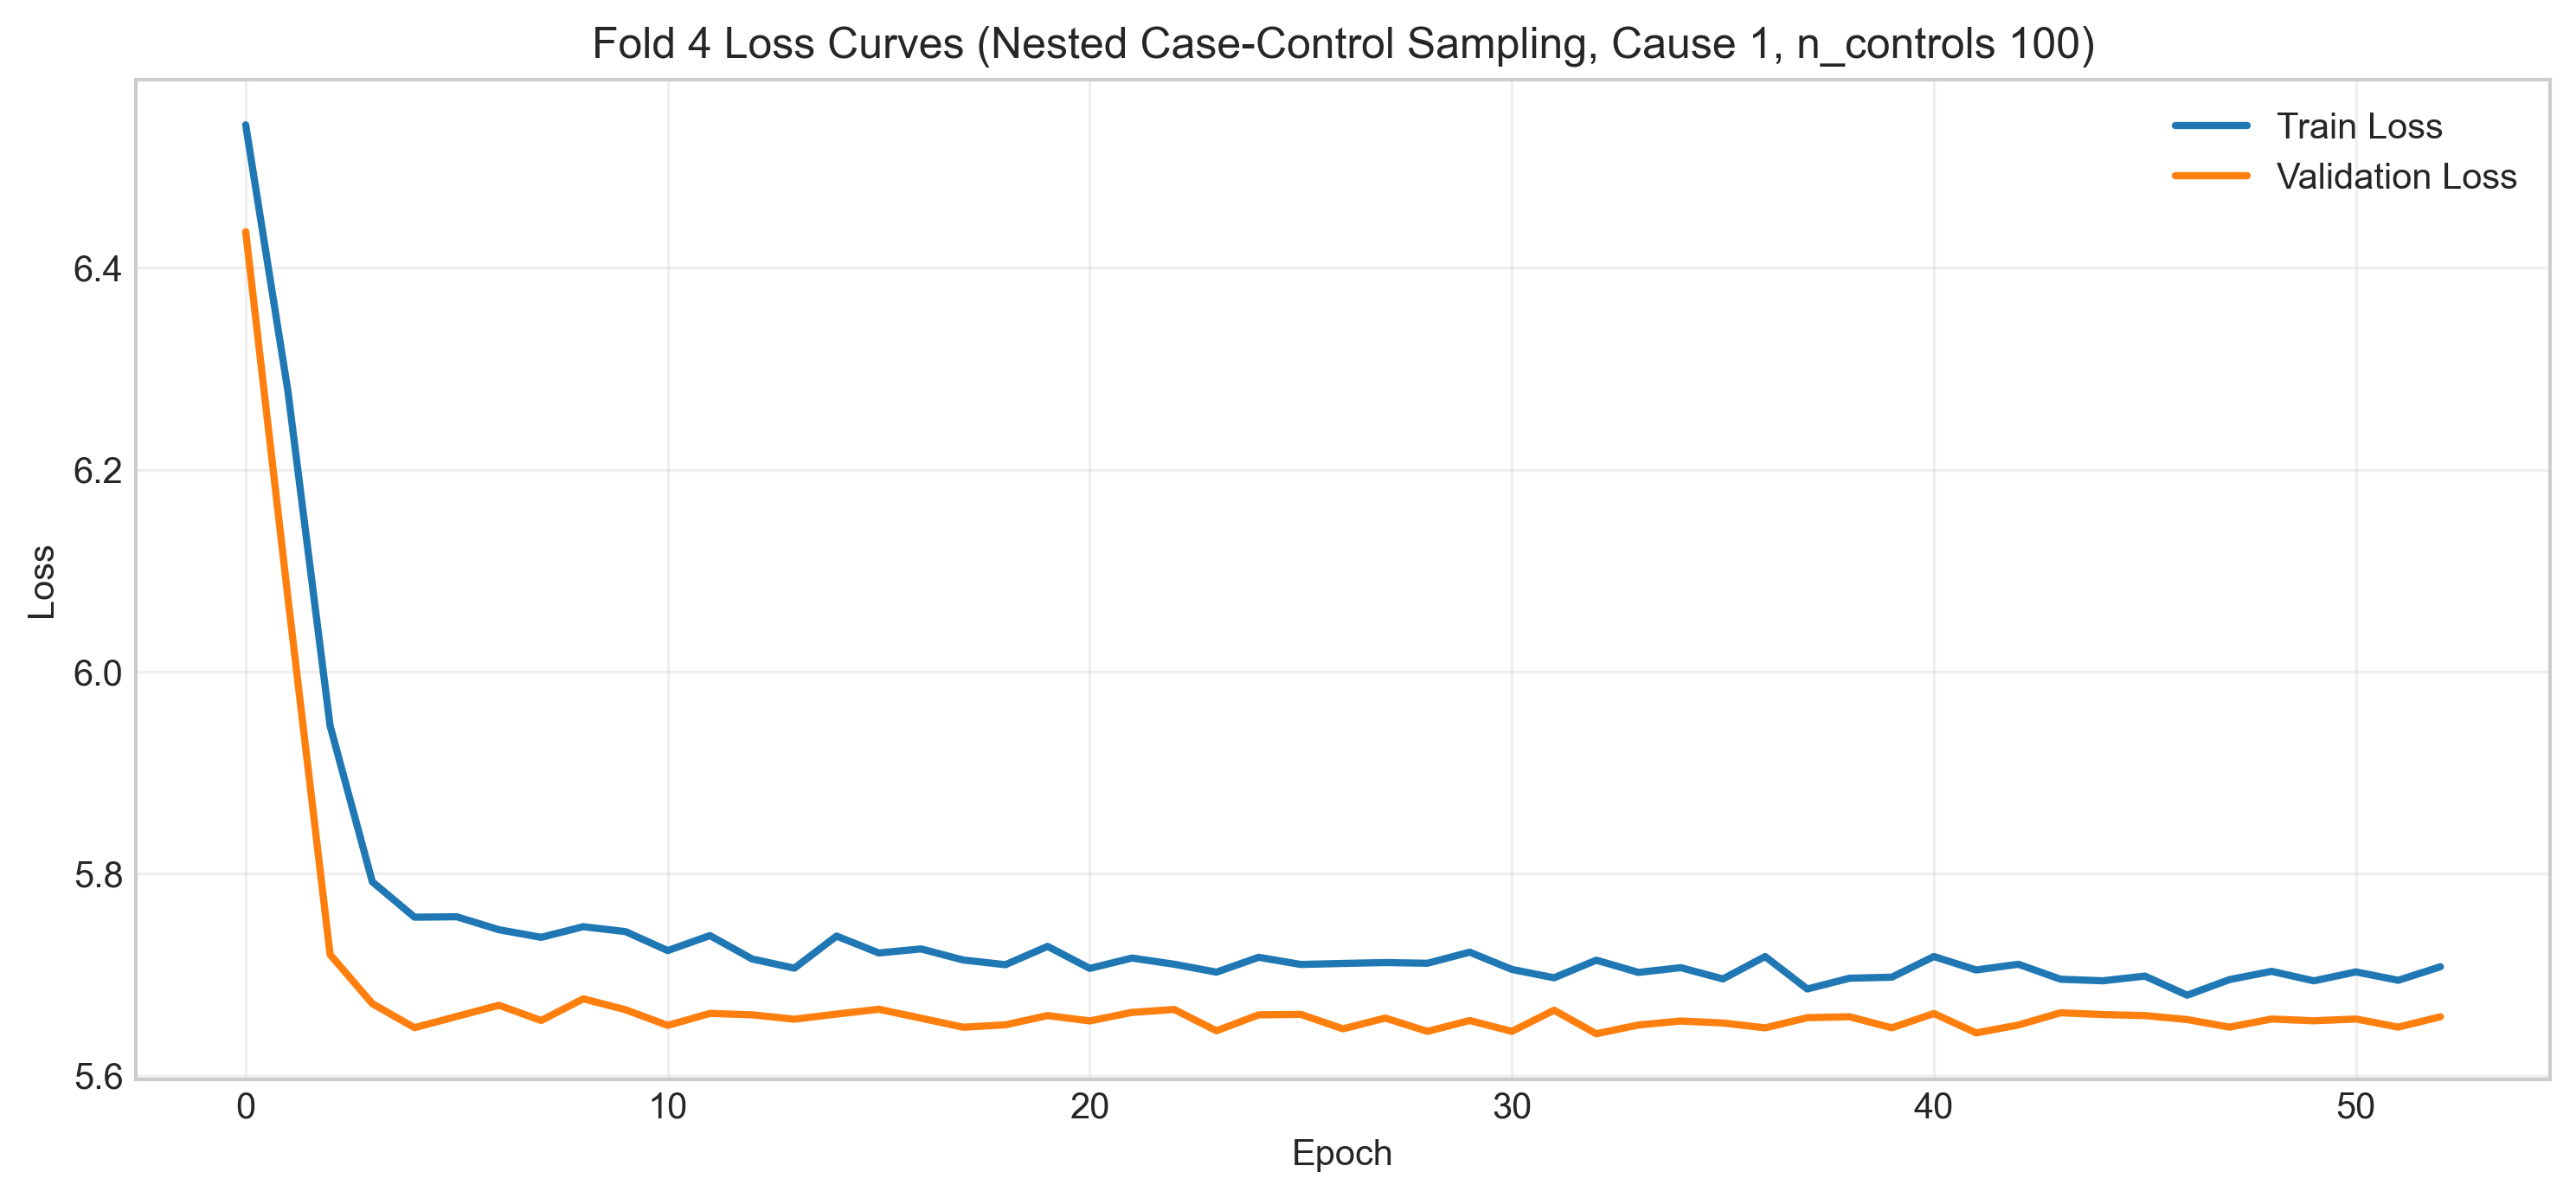 Fold 4 Loss Curves (Nested Case-Control Sampling, Cause 1, n_controls 100)
Train Loss
Validation Loss
6.4
6.2
6.0
5.8
5.6
Loss
0 10 20 30 40 50
Epoch